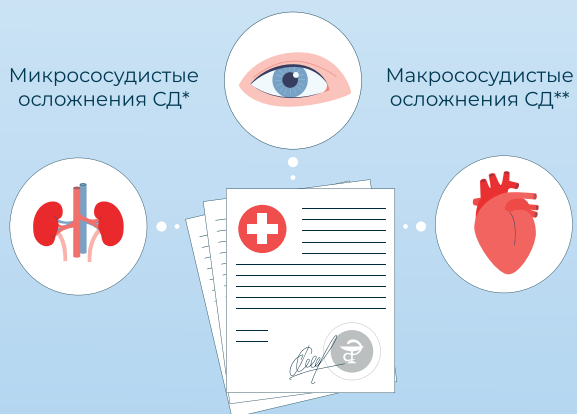 Микрососудистые
осложнения СД*
Макрососудистые
осложнения СД**